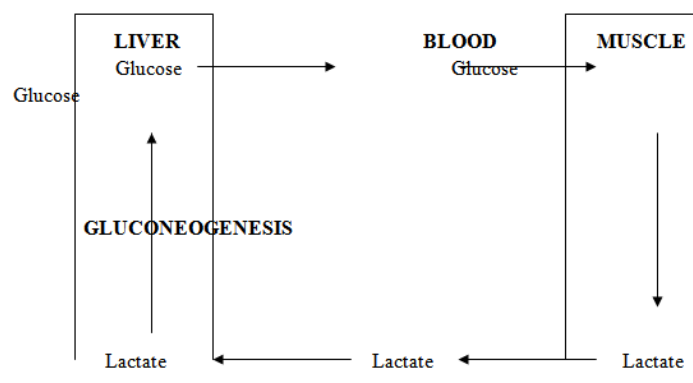 LIVER BLOOD MUSCLE
Glucose Glucose
Glucose
GLUCONEOGENESIS
Lactate Lactate Lactate